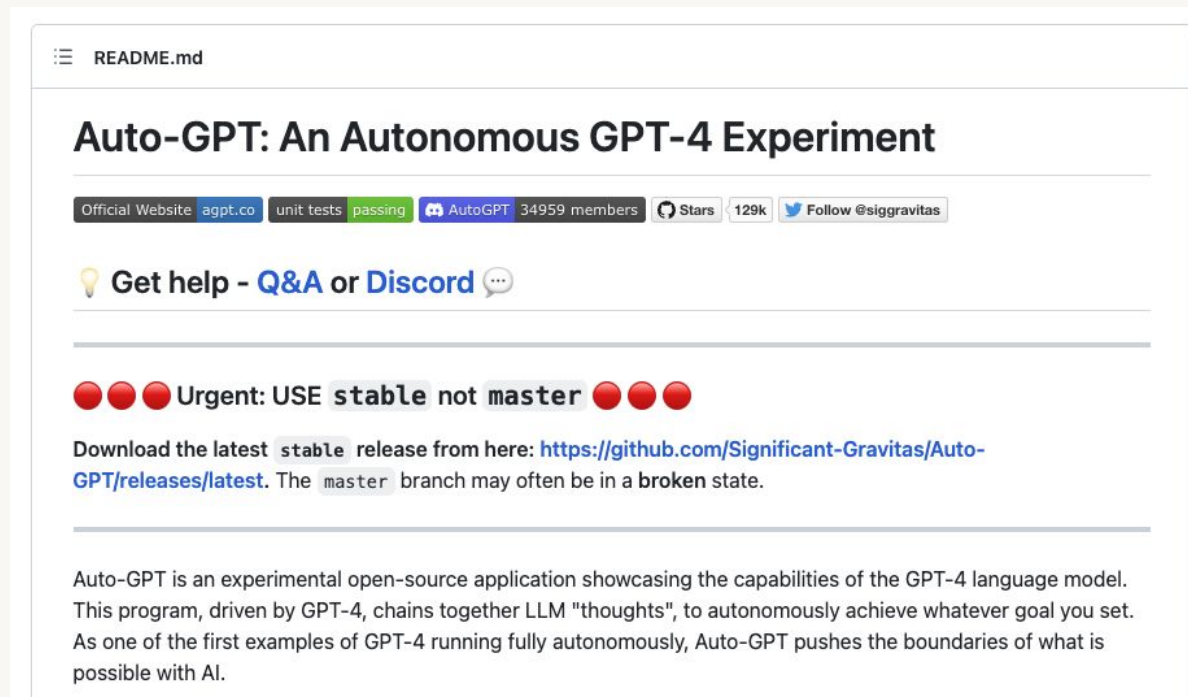 README.md
Auto-GPT: An Autonomous GPT-4 Experiment
Official Website agpt.co unit tests passing AutoGPT 34959 members Stars 129k Follow @siggravitas
💡 Get help - Q&A or Discord 💬
🔴🔴🔴 Urgent: USE stable not master 🔴🔴🔴
Download the latest stable release from here: https://github.com/Significant-Gravitas/Auto-
GPT/releases/latest. The master branch may often be in a broken state.
Auto-GPT is an experimental open-source application showcasing the capabilities of the GPT-4 language model.
This program, driven by GPT-4, chains together LLM "thoughts", to autonomously achieve whatever goal you set.
As one of the first examples of GPT-4 running fully autonomously, Auto-GPT pushes the boundaries of what is
possible with AI.